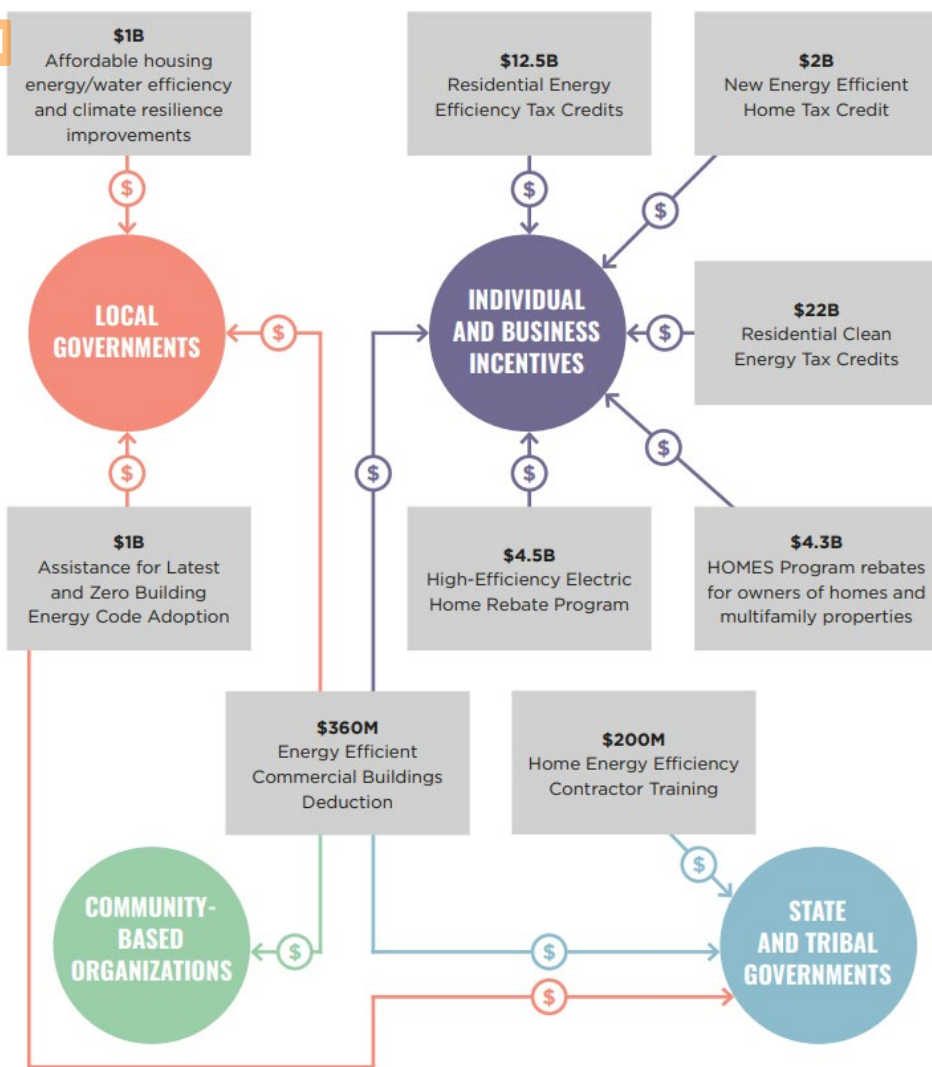 $1B
Affordable housing
energy/water efficiency
and climate resilience
improvements
$12.5B
Residential Energy
Efficiency Tax Credits
$2B
New Energy Efficient
Home Tax Credit
$
$
$
LOCAL
GOVERNMENTS
$
INDIVIDUAL
AND BUSINESS
INCENTIVES
$
$22B
Residential Clean
Energy Tax Credits
$
$
$
$
$1B
Assistance for Latest
and Zero Building
Energy Code Adoption
$4.5B
High-Efficiency Electric
Home Rebate Program
$4.3B
HOMES Program rebates
for owners of homes and
multifamily properties
$360M
Energy Efficient
Commercial Buildings
Deduction
$200M
Home Energy Efficiency
Contractor Training
$
COMMUNITY-
BASED
ORGANIZATIONS
$
$
STATE
AND TRIBAL
GOVERNMENTS
$